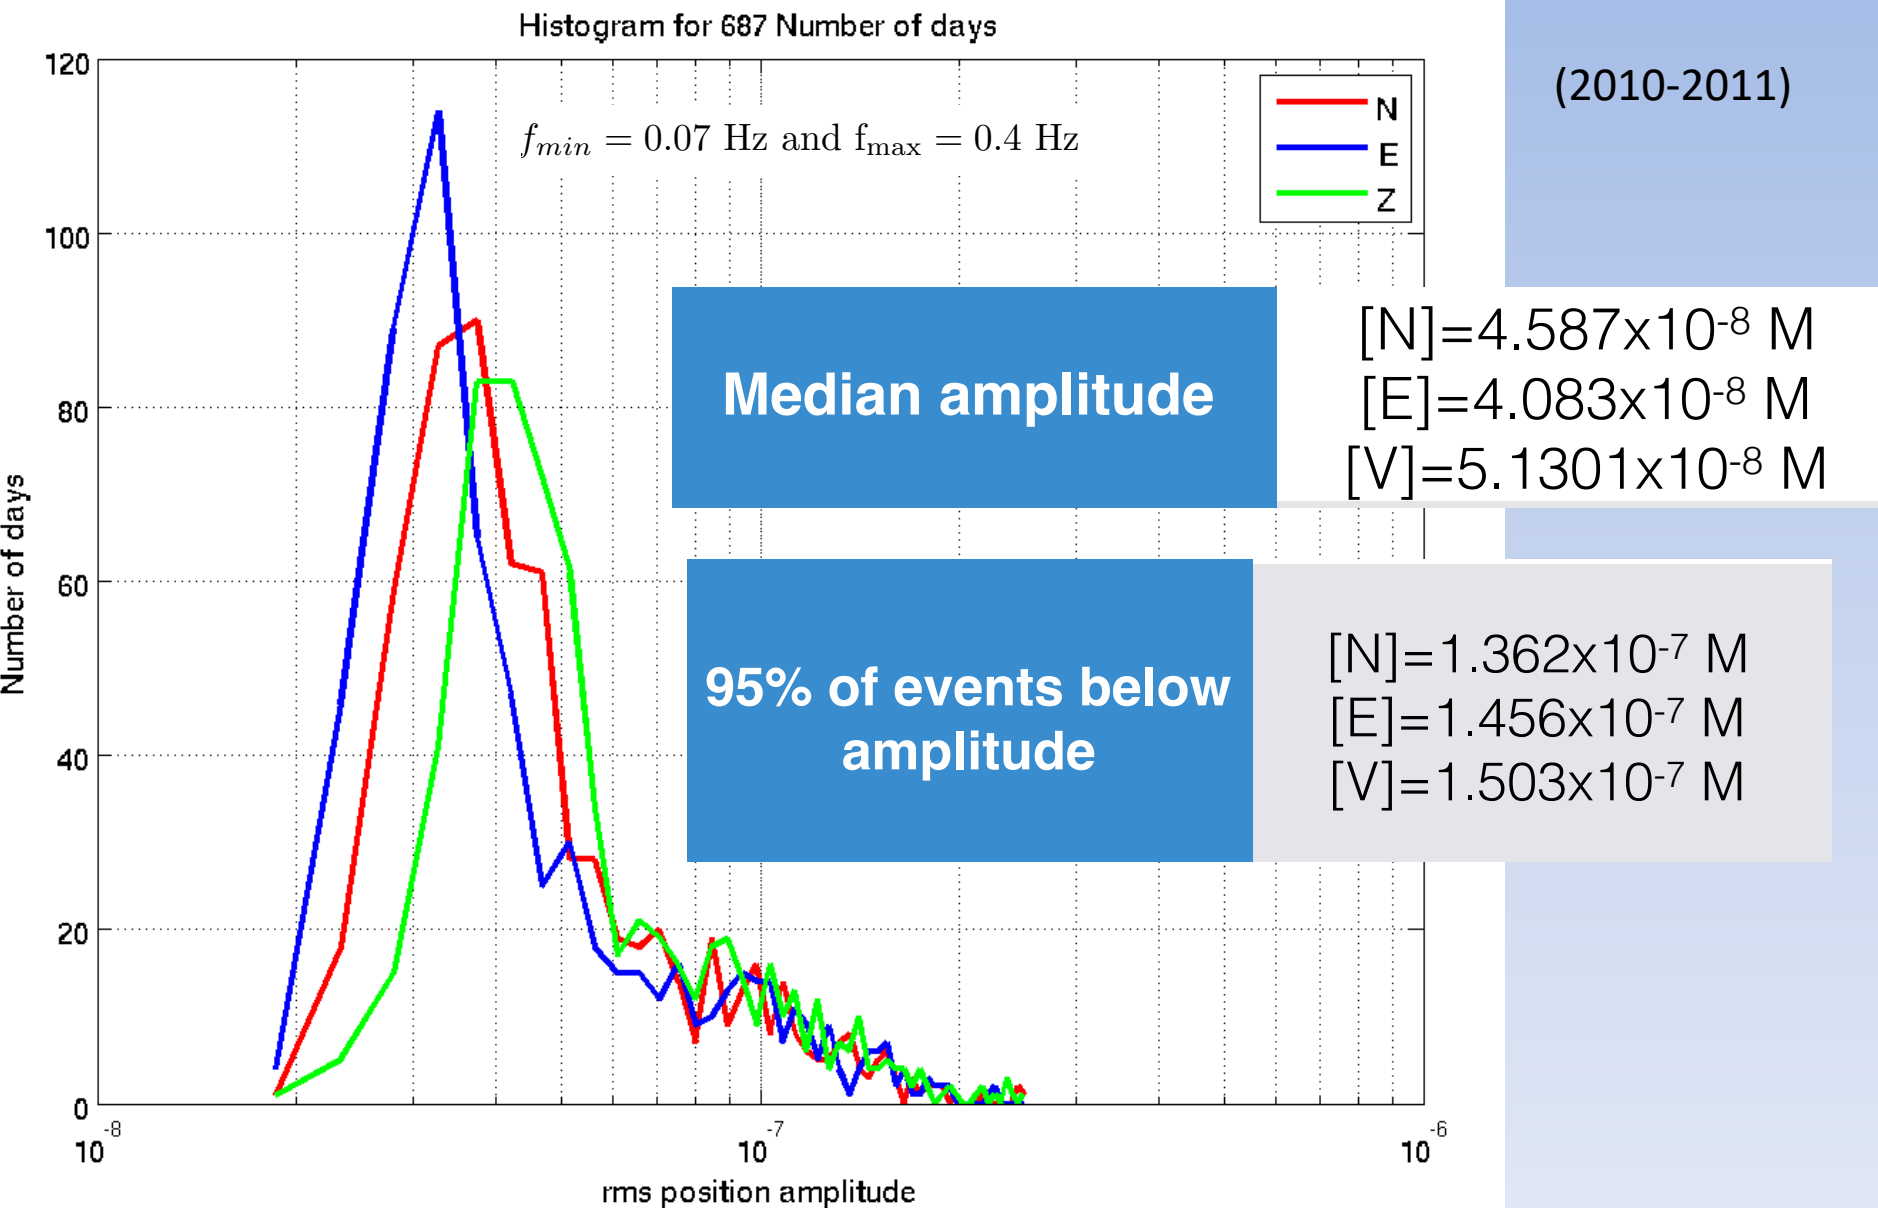 Histogram for 687 Number of days
(2010-2011)
f_min = 0.07 Hz and f_max = 0.4 Hz
N
E
Z
120
100
80
60
40
20
0
Number of days
Median amplitude
[N]=4.587x10⁻⁸ M
[E]=4.083x10⁻⁸ M
[V]=5.1301x10⁻⁸ M
95% of events below
amplitude
[N]=1.362x10⁻⁷ M
[E]=1.456x10⁻⁷ M
[V]=1.503x10⁻⁷ M
10⁻⁸
10⁻⁷
10⁻⁶
rms position amplitude